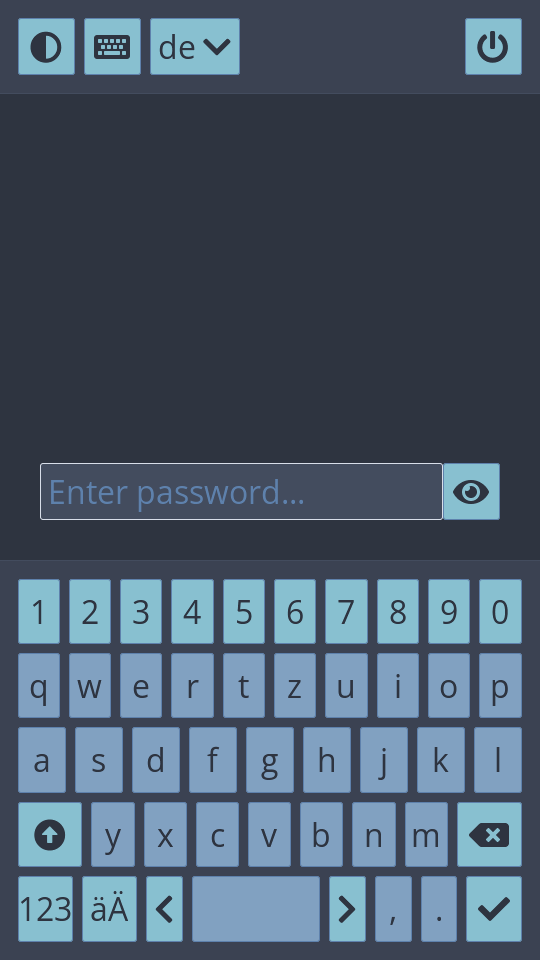 de
Enter password...
1 2 3 4 5 6 7 8 9 0
q w e r t z u i o p
a s d f g h j k l
y x c v b n m
123 äÄ , .